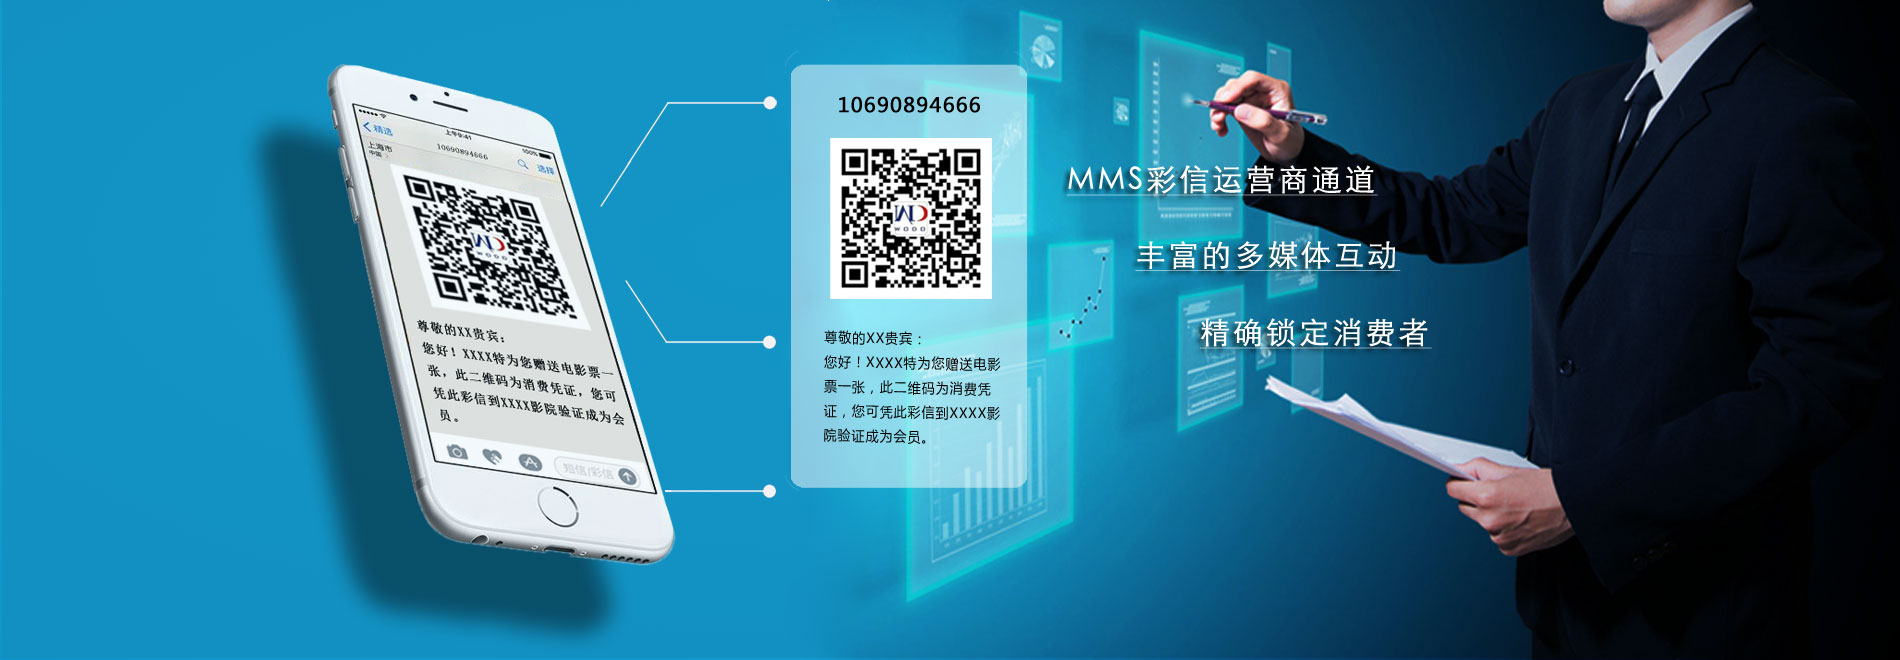 上午9:41
100%
精选
10690894666
上海市
中国
选择
WOOO
尊敬的XX贵宾：
您好！XXXX特为您赠送电影票一
张，此二维码为消费凭证，您可
凭此彩信到XXXX影院验证成为会
员。
短信/彩信
10690894666
WOOO
尊敬的XX贵宾：
您好！XXXX特为您赠送电影
票一张，此二维码为消费凭
证，您可凭此彩信到XXXX影
院验证成为会员。
MMS彩信运营商通道
丰富的多媒体互动
精确锁定消费者